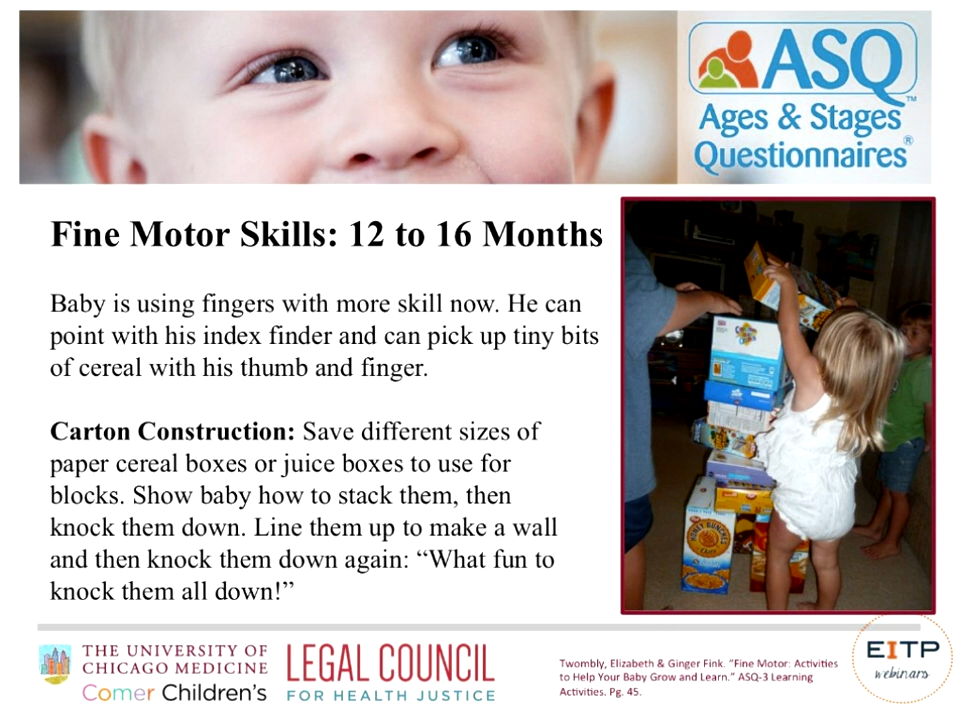 ASQ™
Ages & Stages
Questionnaires®
Fine Motor Skills: 12 to 16 Months
Baby is using fingers with more skill now. He can
point with his index finder and can pick up tiny bits
of cereal with his thumb and finger.
Carton Construction: Save different sizes of
paper cereal boxes or juice boxes to use for
blocks. Show baby how to stack them, then
knock them down. Line them up to make a wall
and then knock them down again: “What fun to
knock them all down!”
HONEY BUNCHES
of Oats
THE UNIVERSITY OF
CHICAGO MEDICINE
Comer Children's
LEGAL COUNCIL
FOR HEALTH JUSTICE
Twombly, Elizabeth & Ginger Fink. “Fine Motor: Activities
to Help Your Baby Grow and Learn.” ASQ-3 Learning
Activities. Pg. 45.
EITP
webinars